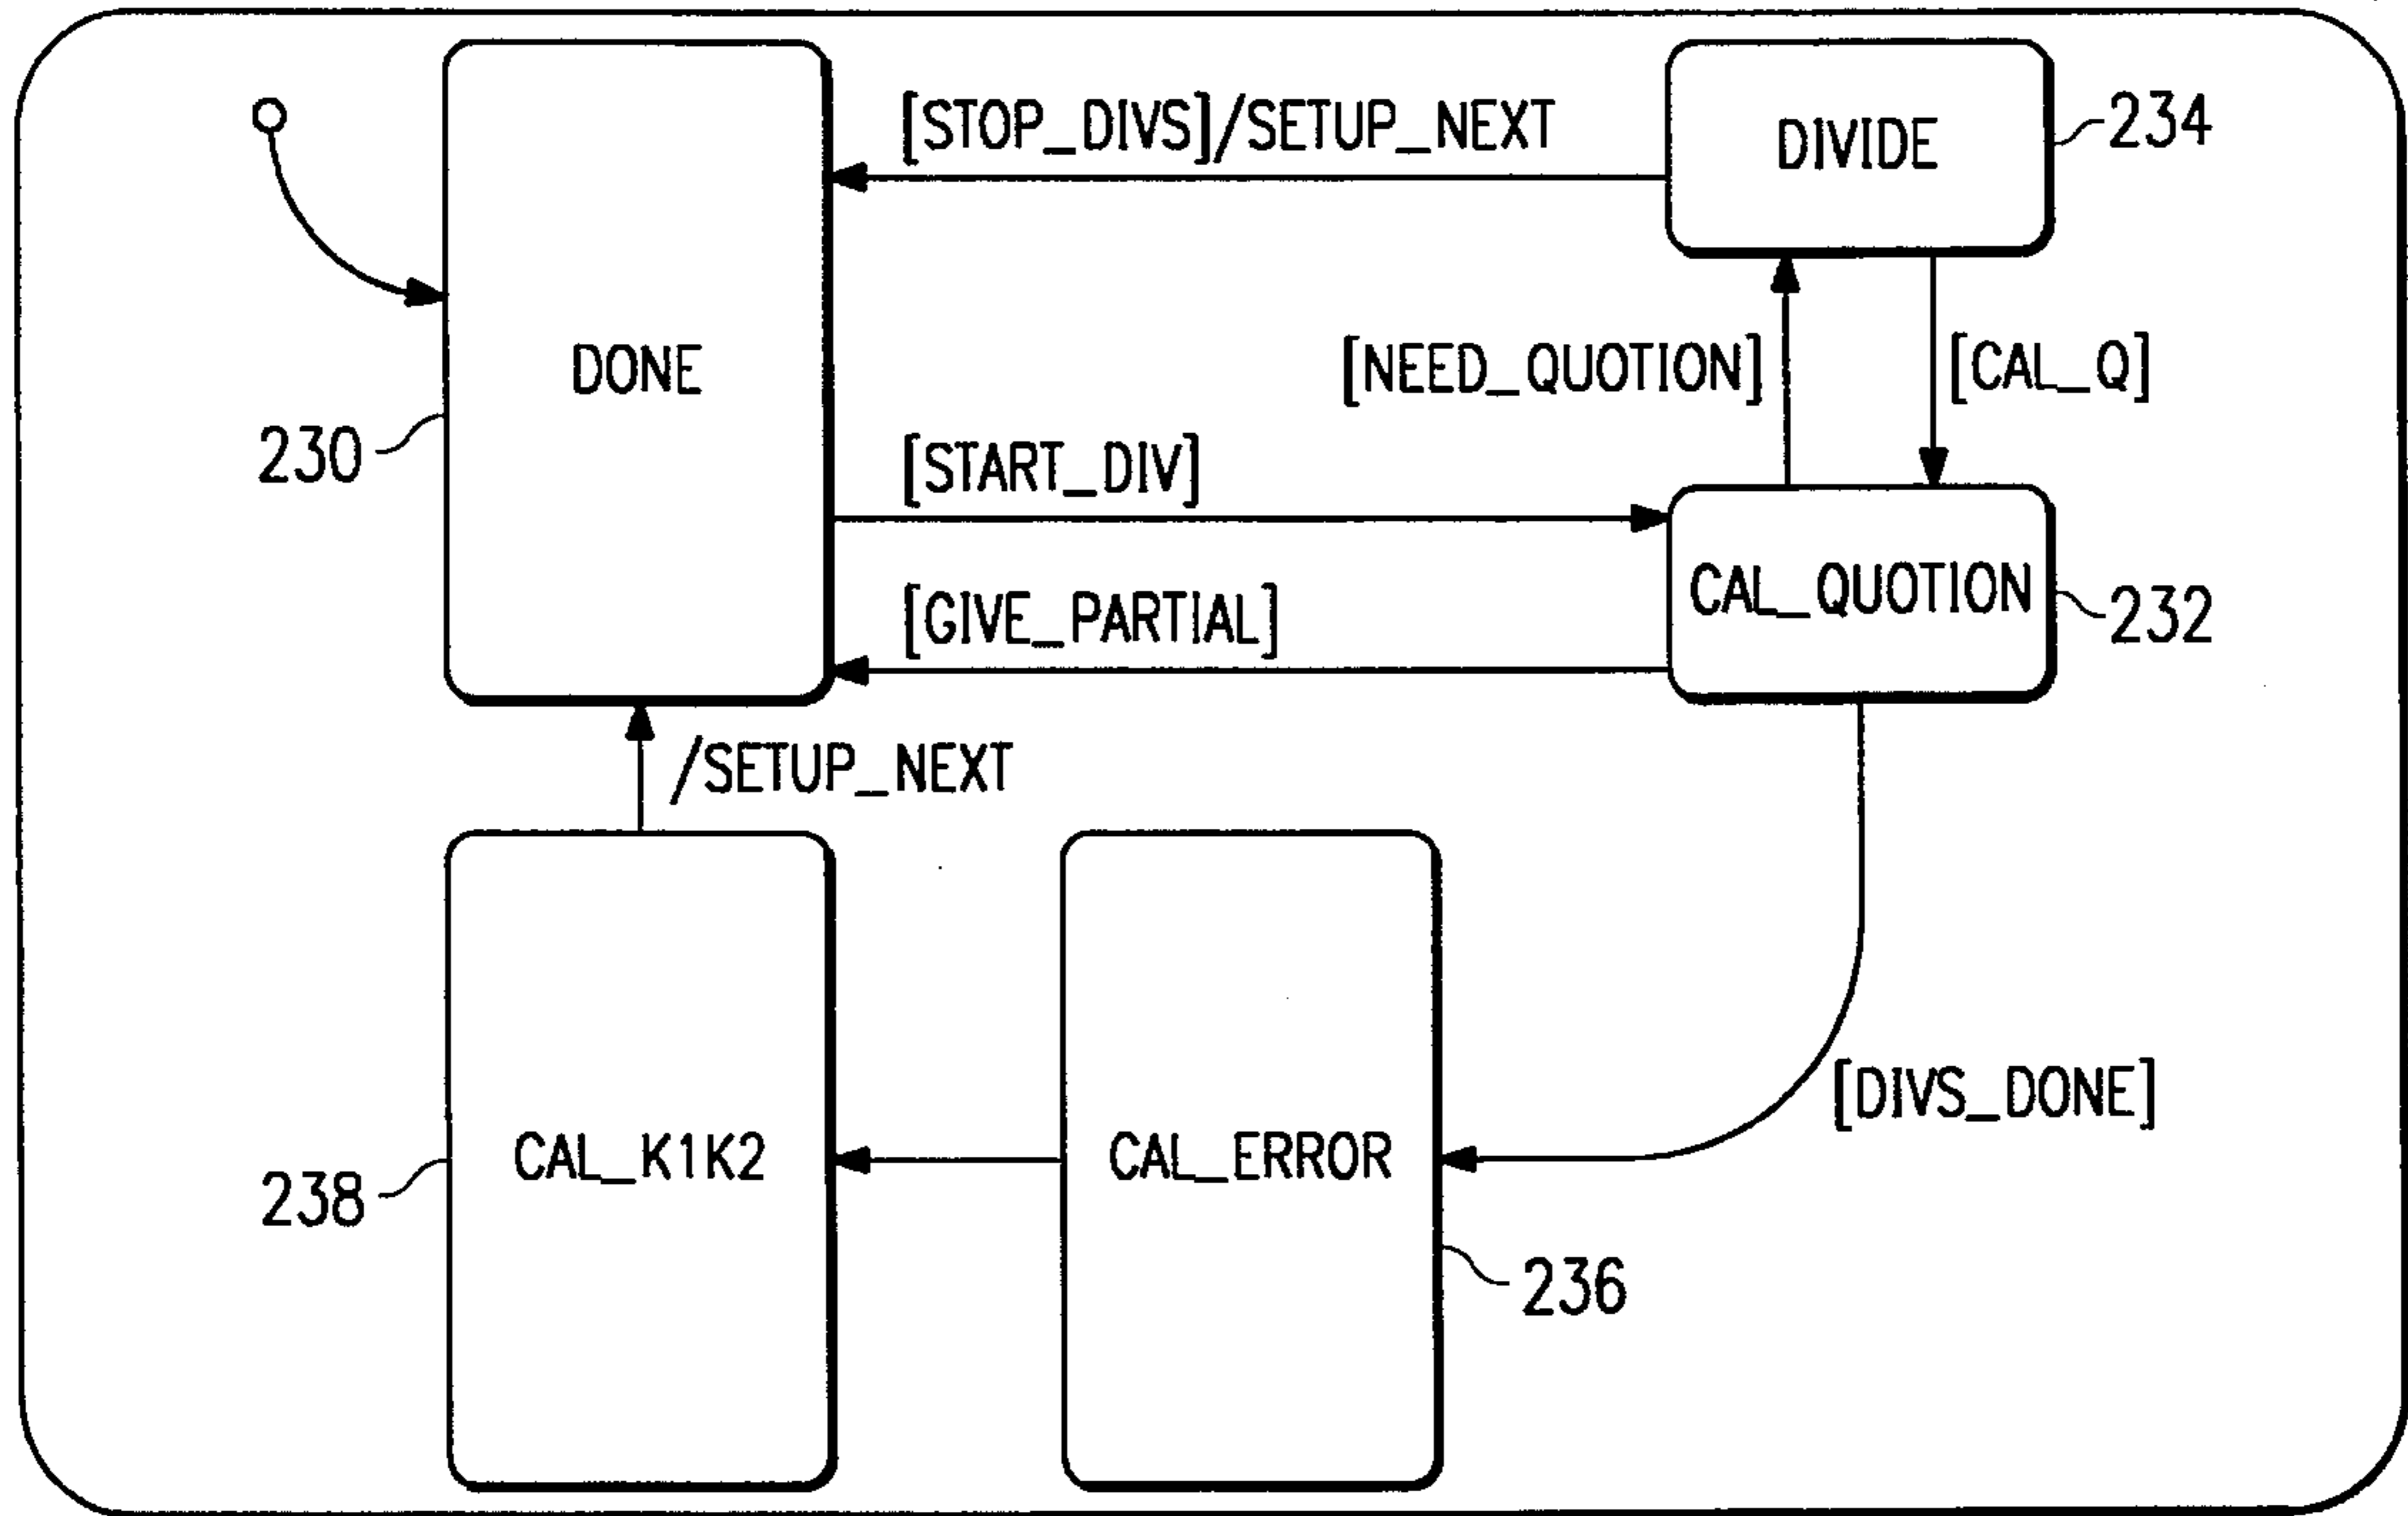 [STOP_DIVS]/SETUP_NEXT
DIVIDE
234
DONE
[NEED_QUOTION]
[CAL_Q]
230
[START_DIV]
CAL_QUOTION
232
[GIVE_PARTIAL]
/SETUP_NEXT
[DIVS_DONE]
CAL_K1K2
CAL_ERROR
238
236